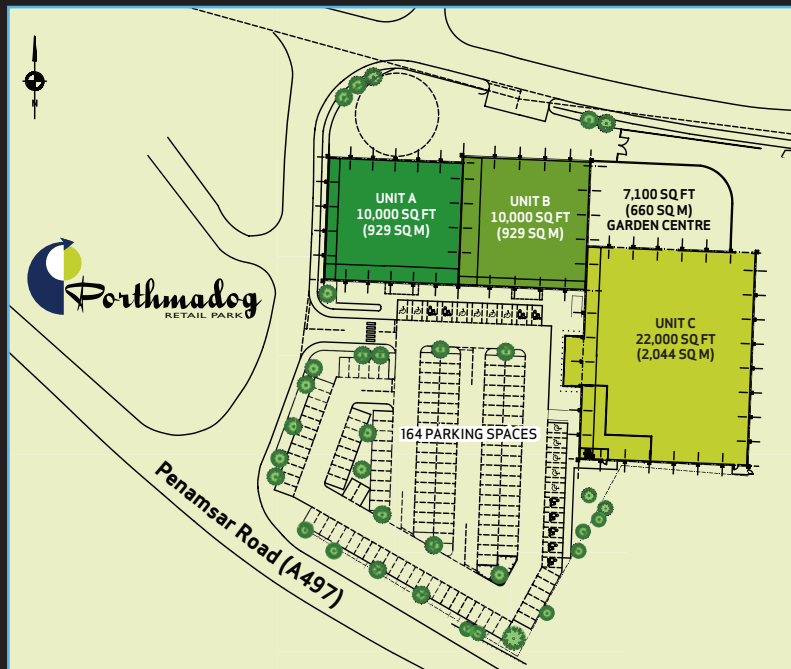 N
UNIT A
10,000 SQ FT
(929 SQ M)
UNIT B
10,000 SQ FT
(929 SQ M)
7,100 SQ FT
(660 SQ M)
GARDEN CENTRE
Porthmadog
RETAIL PARK
UNIT C
22,000 SQ FT
(2,044 SQ M)
164 PARKING SPACES
Penamsar Road (A497)